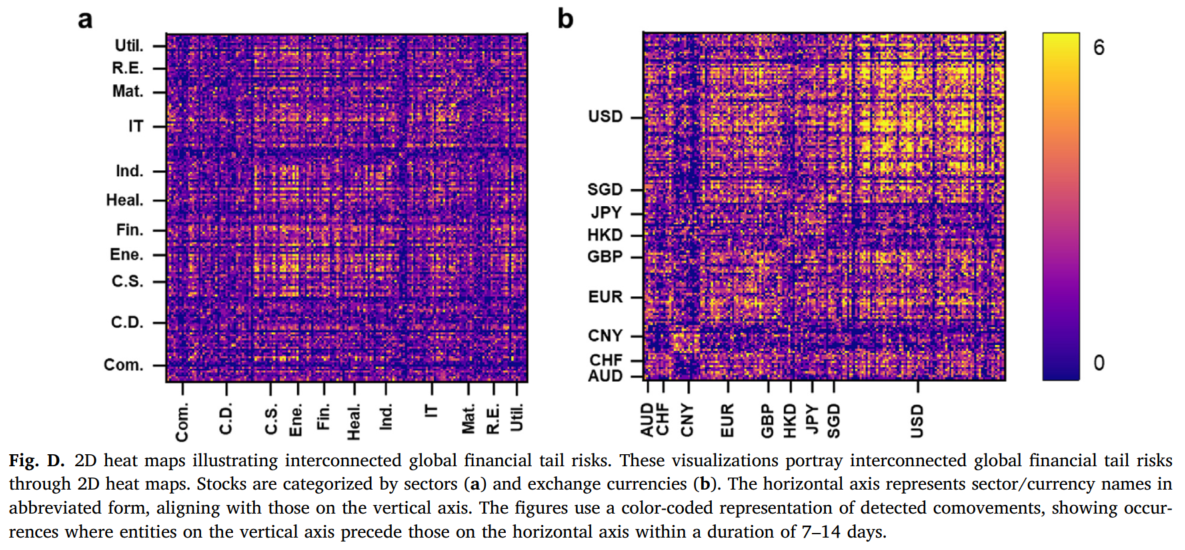 a
b
Util.
R.E.
Mat.
IT
Ind.
Heal.
Fin.
Ene.
C.S.
C.D.
Com.
Com.
C.D.
C.S.
Ene.
Fin.
Heal.
Ind.
IT
Mat.
R.E.
Util.
USD
SGD
JPY
HKD
GBP
EUR
CNY
CHF
AUD
AUD
CHF
CNY
EUR
GBP
HKD
JPY
SGD
USD
6
0
Fig. D. 2D heat maps illustrating interconnected global financial tail risks. These visualizations portray interconnected global financial tail risks
through 2D heat maps. Stocks are categorized by sectors (a) and exchange currencies (b). The horizontal axis represents sector/currency names in
abbreviated form, aligning with those on the vertical axis. The figures use a color-coded representation of detected comovements, showing occur-
rences where entities on the vertical axis precede those on the horizontal axis within a duration of 7–14 days.